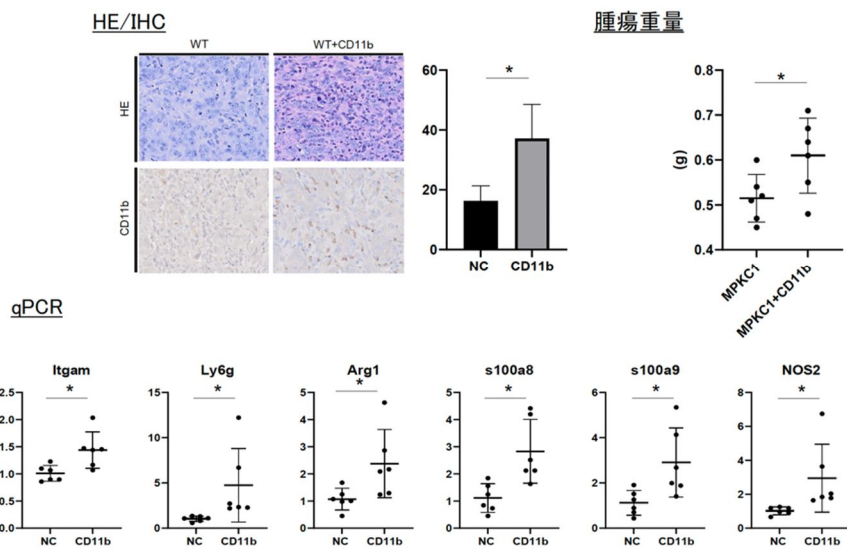 HE/IHC
腫瘍重量
WT
WT+CD11b
HE
CD11b
60
40
20
0
*
NC
CD11b
0.8
0.7
0.6
0.5
0.4
(g)
*
MPKC1
MPKC1+CD11b
qPCR
Itgam
2.5
2.0
1.5
1.0
0.5
0.0
*
NC
CD11b
Ly6g
15
10
5
0
*
NC
CD11b
Arg1
5
4
3
2
1
0
*
NC
CD11b
s100a8
5
4
3
2
1
0
*
NC
CD11b
s100a9
6
4
2
0
*
NC
CD11b
NOS2
8
6
4
2
0
*
NC
CD11b